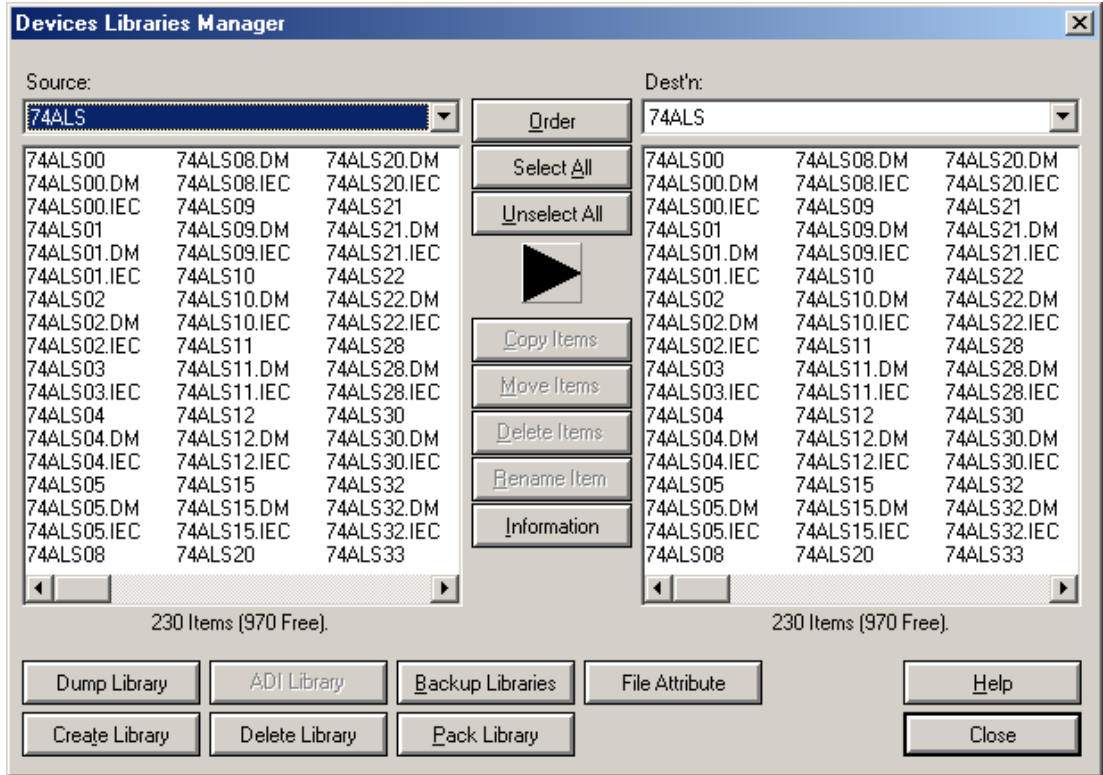 Devices Libraries Manager
Source:
74ALS
74ALS00 74ALS08.DM 74ALS20.DM
74ALS00.DM 74ALS08.IEC 74ALS20.IEC
74ALS00.IEC 74ALS09 74ALS21
74ALS01 74ALS09.DM 74ALS21.DM
74ALS01.DM 74ALS09.IEC 74ALS21.IEC
74ALS01.IEC 74ALS10 74ALS22
74ALS02 74ALS10.DM 74ALS22.DM
74ALS02.DM 74ALS10.IEC 74ALS22.IEC
74ALS02.IEC 74ALS11 74ALS28
74ALS03 74ALS11.DM 74ALS28.DM
74ALS03.IEC 74ALS11.IEC 74ALS28.IEC
74ALS04 74ALS12 74ALS30
74ALS04.DM 74ALS12.DM 74ALS30.DM
74ALS04.IEC 74ALS12.IEC 74ALS30.IEC
74ALS05 74ALS15 74ALS32
74ALS05.DM 74ALS15.DM 74ALS32.DM
74ALS05.IEC 74ALS15.IEC 74ALS32.IEC
74ALS08 74ALS20 74ALS33
230 Items (970 Free).
Order
Select All
Unselect All
Copy Items
Move Items
Delete Items
Rename Item
Information
Dest'n:
74ALS
74ALS00 74ALS08.DM 74ALS20.DM
74ALS00.DM 74ALS08.IEC 74ALS20.IEC
74ALS00.IEC 74ALS09 74ALS21
74ALS01 74ALS09.DM 74ALS21.DM
74ALS01.DM 74ALS09.IEC 74ALS21.IEC
74ALS01.IEC 74ALS10 74ALS22
74ALS02 74ALS10.DM 74ALS22.DM
74ALS02.DM 74ALS10.IEC 74ALS22.IEC
74ALS02.IEC 74ALS11 74ALS28
74ALS03 74ALS11.DM 74ALS28.DM
74ALS03.IEC 74ALS11.IEC 74ALS28.IEC
74ALS04 74ALS12 74ALS30
74ALS04.DM 74ALS12.DM 74ALS30.DM
74ALS04.IEC 74ALS12.IEC 74ALS30.IEC
74ALS05 74ALS15 74ALS32
74ALS05.DM 74ALS15.DM 74ALS32.DM
74ALS05.IEC 74ALS15.IEC 74ALS32.IEC
74ALS08 74ALS20 74ALS33
230 Items (970 Free).
Dump Library ADI Library Backup Libraries File Attribute Help
Create Library Delete Library Pack Library Close